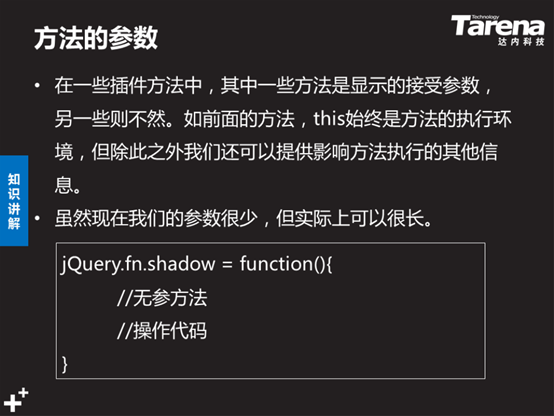 方法的参数
Technology
Tarena
达内科技
• 在一些插件方法中，其中一些方法是显示的接受参数，
另一些则不然。如前面的方法，this始终是方法的执行环
境，但除此之外我们还可以提供影响方法执行的其他信
息。
• 虽然现在我们的参数很少，但实际上可以很长。
知识讲解
jQuery.fn.shadow = function(){
//无参方法
//操作代码
}